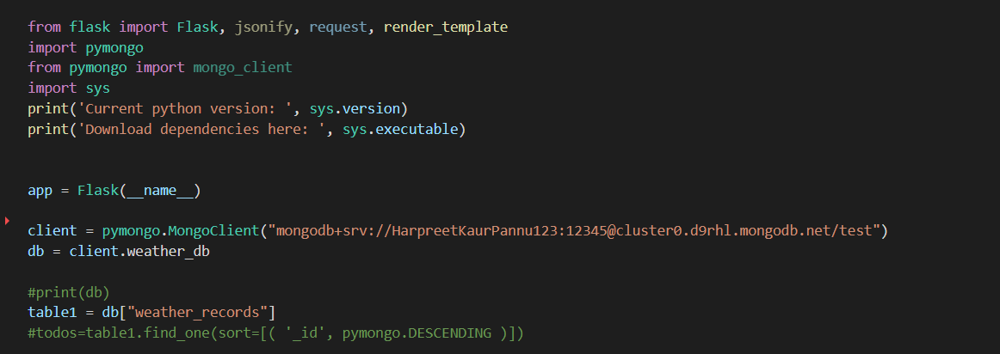 from flask import Flask, jsonify, request, render_template
import pymongo
from pymongo import mongo_client
import sys
print('Current python version: ', sys.version)
print('Download dependencies here: ', sys.executable)
app = Flask(__name__)
client = pymongo.MongoClient("mongodb+srv://HarpreetKaurPannu123:12345@cluster0.d9rhl.mongodb.net/test")
db = client.weather_db
#print(db)
table1 = db["weather_records"]
#todos=table1.find_one(sort=[( '_id', pymongo.DESCENDING )])